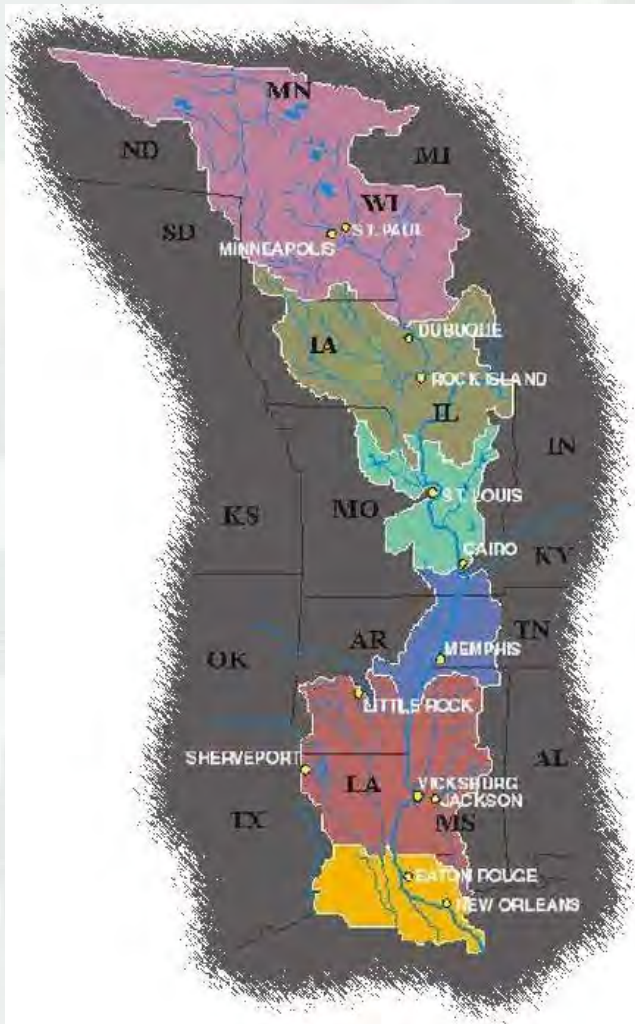 MN
ND
MI
WI
SD
ST. PAUL
MINNEAPOLIS
DUBUQUE
IA
ROCK ISLAND
IL
IN
ST. LOUIS
KS
MO
CAIRO
KY
TN
AR
OK
MEMPHIS
LITTLE ROCK
SHERVEPORT
AL
LA
VICKSBURG
JACKSON
TX
MS
BATON ROUGE
NEW ORLEANS